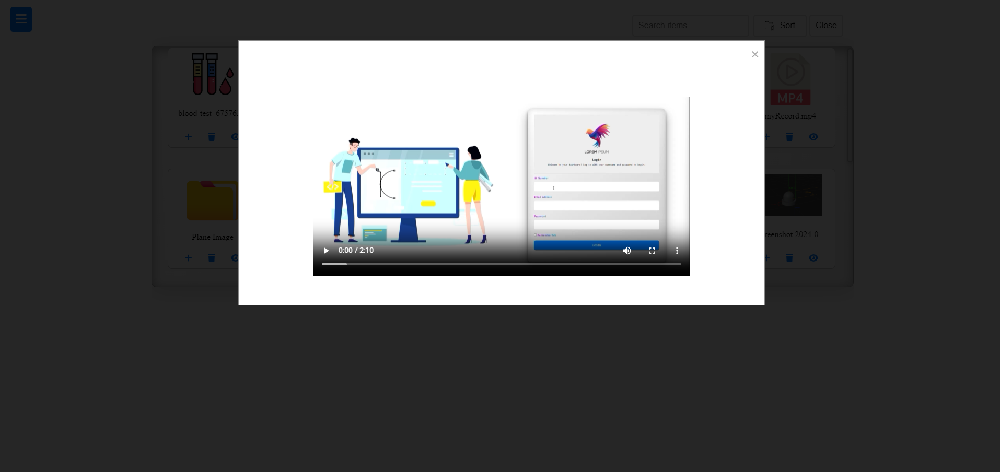 Search items...
Sort
Close
blood-test_67576
MP4
myRecord.mp4
Plane Image
reenshot 2024-0...
</>
LOREM IPSUM
Login
Welcome to your dashboard! Log in with your username and password to begin.
ID Number
Email address
Password
Remember Me
LOGIN
0:00 / 2:10